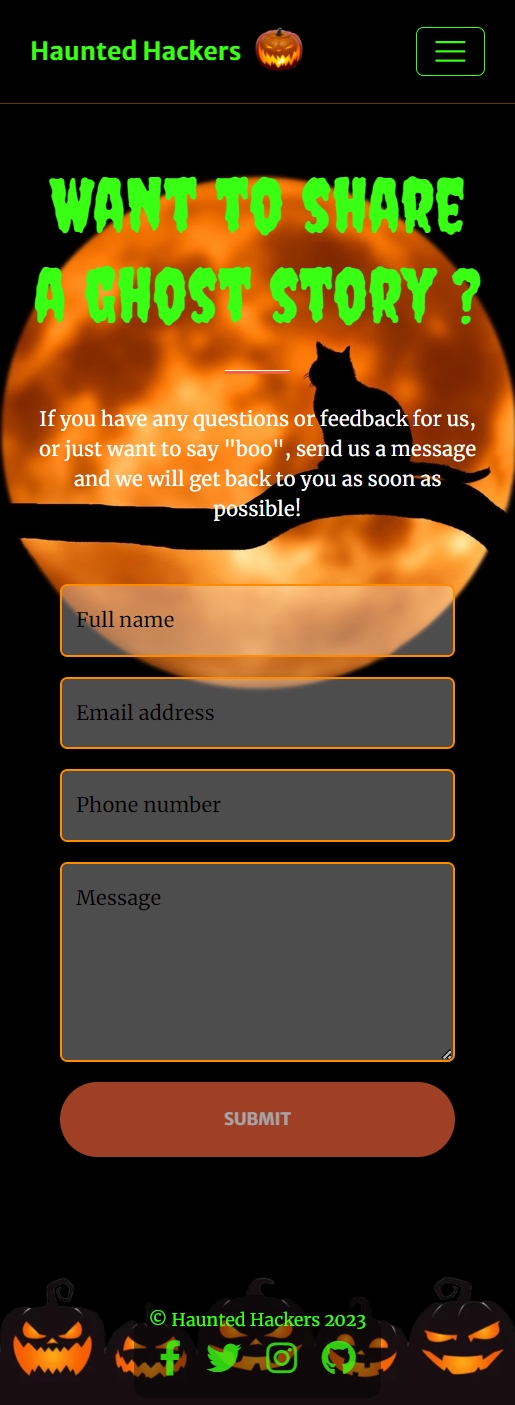 Haunted Hackers
WANT TO SHARE
A GHOST STORY ?
If you have any questions or feedback for us,
or just want to say "boo", send us a message
and we will get back to you as soon as
possible!
Full name
Email address
Phone number
Message
SUBMIT
© Haunted Hackers 2023